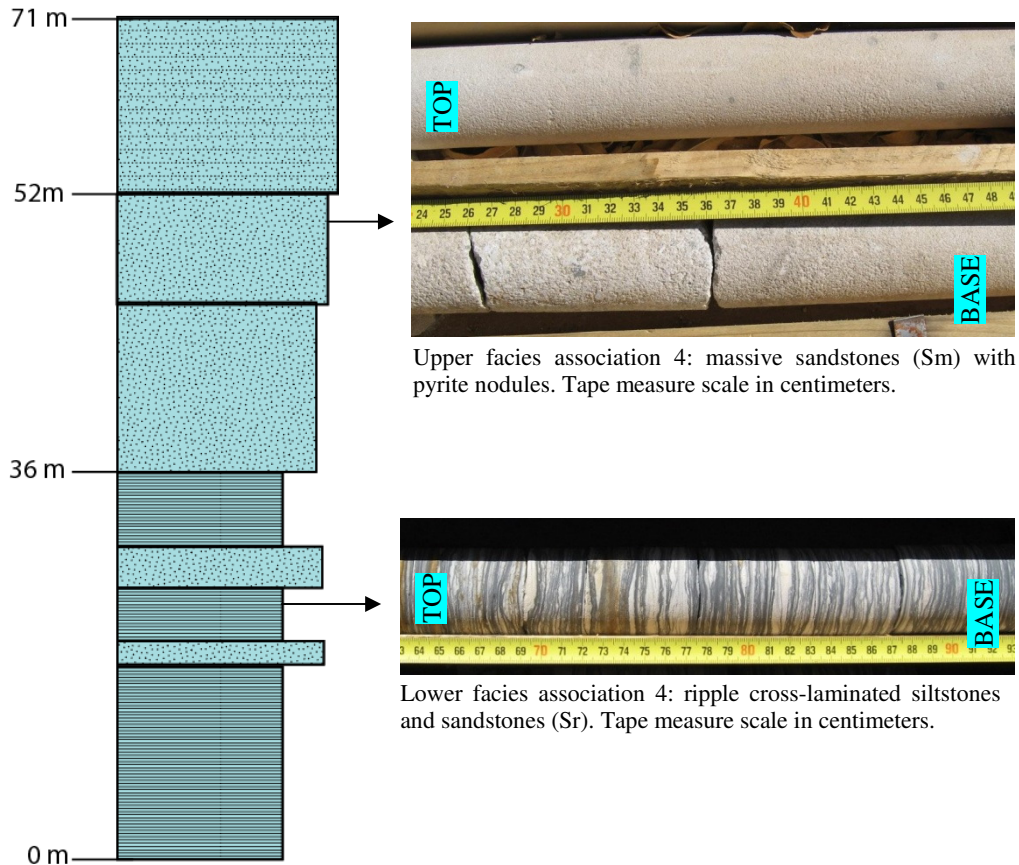 71 m
52m
36 m
0 m
TOP
24 25 26 27 28 29 30 31 32 33 34 35 36 37 38 39 40 41 42 43 44 45 46 47 48
BASE
Upper facies association 4: massive sandstones (Sm) with
pyrite nodules. Tape measure scale in centimeters.
TOP
BASE
64 65 66 67 68 69 70 71 72 73 74 75 76 77 78 79 80 81 82 83 84 85 86 87 88 89 90 91 92 93
Lower facies association 4: ripple cross-laminated siltstones
and sandstones (Sr). Tape measure scale in centimeters.